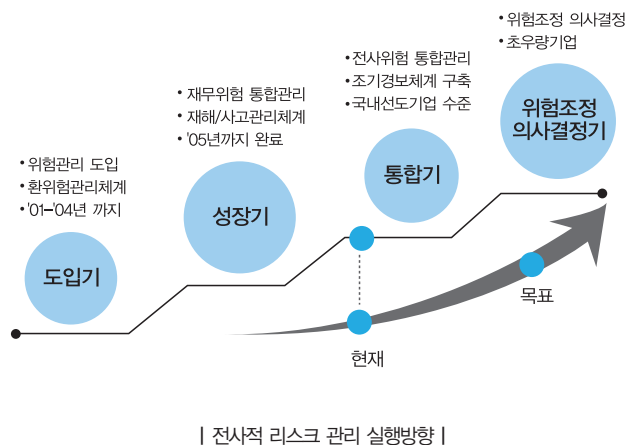 • 위험관리 도입
• 환위험관리체계
• '01–'04년 까지
도입기
• 재무위험 통합관리
• 재해/사고관리체계
• '05년까지 완료
성장기
• 전사위험 통합관리
• 조기경보체계 구축
• 국내선도기업 수준
통합기
• 위험조정 의사결정
• 초우량기업
위험조정
의사결정기
현재
목표
| 전사적 리스크 관리 실행방향 |